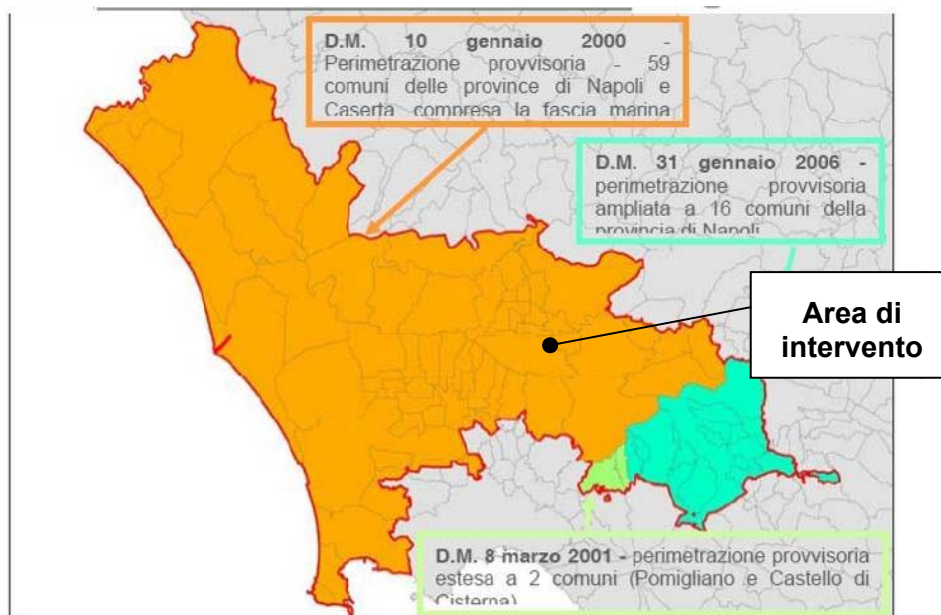 D.M. 10 gennaio 2000 -
Perimetrazione provvisoria - 59
comuni delle province di Napoli e
Caserta compresa la fascia marina
D.M. 31 gennaio 2006 -
perimetrazione provvisoria
ampliata a 16 comuni della
provincia di Napoli
Area di
intervento
D.M. 8 marzo 2001 - perimetrazione provvisoria
estesa a 2 comuni (Pomigliano e Castello di
Cisterna)